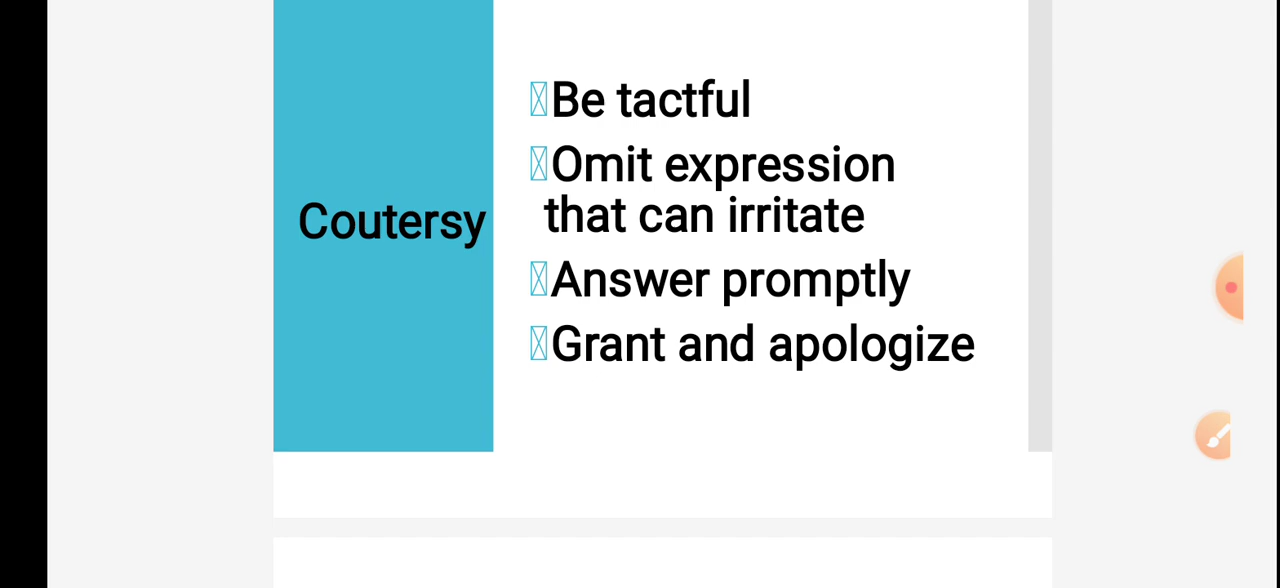 Coutersy
Be tactful
Omit expression
that can irritate
Answer promptly
Grant and apologize